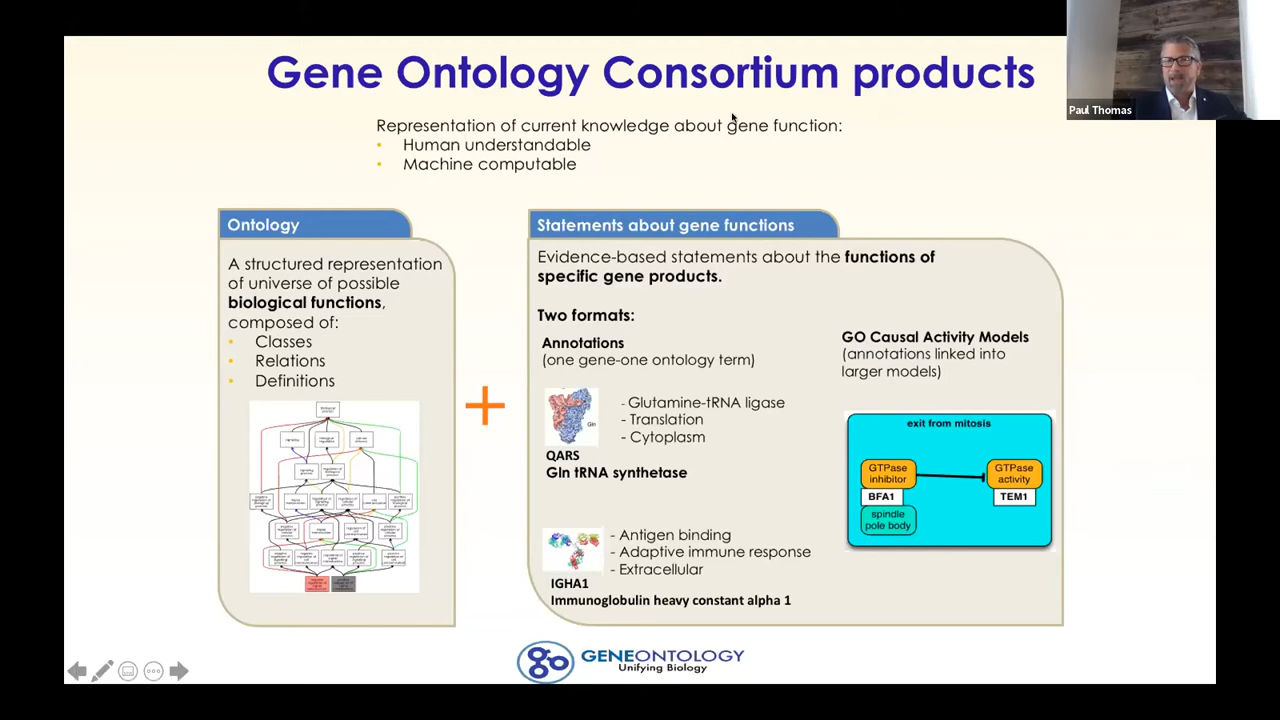 Gene Ontology Consortium products
Paul Thomas
Representation of current knowledge about gene function:
• Human understandable
• Machine computable
Ontology
A structured representation
of universe of possible
biological functions,
composed of:
• Classes
• Relations
• Definitions
+
Statements about gene functions
Evidence-based statements about the functions of
specific gene products.
Two formats:
Annotations
(one gene-one ontology term)
- Glutamine-tRNA ligase
- Translation
- Cytoplasm
Gln
QARS
Gln tRNA synthetase
- Antigen binding
- Adaptive immune response
- Extracellular
IGHA1
Immunoglobulin heavy constant alpha 1
GO Causal Activity Models
(annotations linked into
larger models)
exit from mitosis
GTPase
inhibitor
BFA1
spindle
pole body
GTPase
activity
TEM1
go
GENEONTOLOGY
Unifying Biology